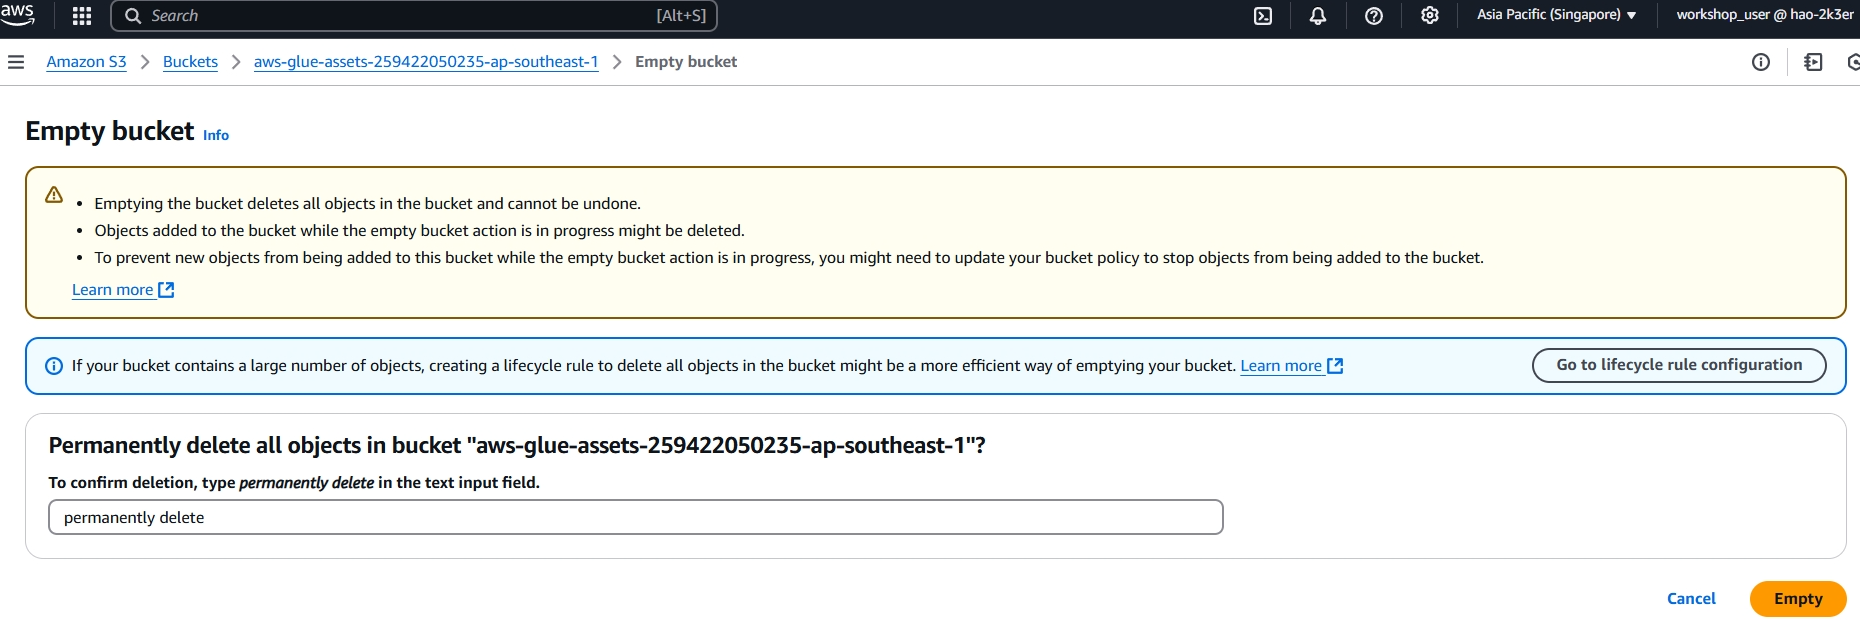 aws
Search [Alt+S]
Asia Pacific (Singapore) ▼
workshop_user @ hao-2k3er
Amazon S3 > Buckets > aws-glue-assets-259422050235-ap-southeast-1 > Empty bucket
Empty bucket Info
• Emptying the bucket deletes all objects in the bucket and cannot be undone.
• Objects added to the bucket while the empty bucket action is in progress might be deleted.
• To prevent new objects from being added to this bucket while the empty bucket action is in progress, you might need to update your bucket policy to stop objects from being added to the bucket.
Learn more
If your bucket contains a large number of objects, creating a lifecycle rule to delete all objects in the bucket might be a more efficient way of emptying your bucket. Learn more
Go to lifecycle rule configuration
Permanently delete all objects in bucket "aws-glue-assets-259422050235-ap-southeast-1"?
To confirm deletion, type permanently delete in the text input field.
permanently delete
Cancel
Empty